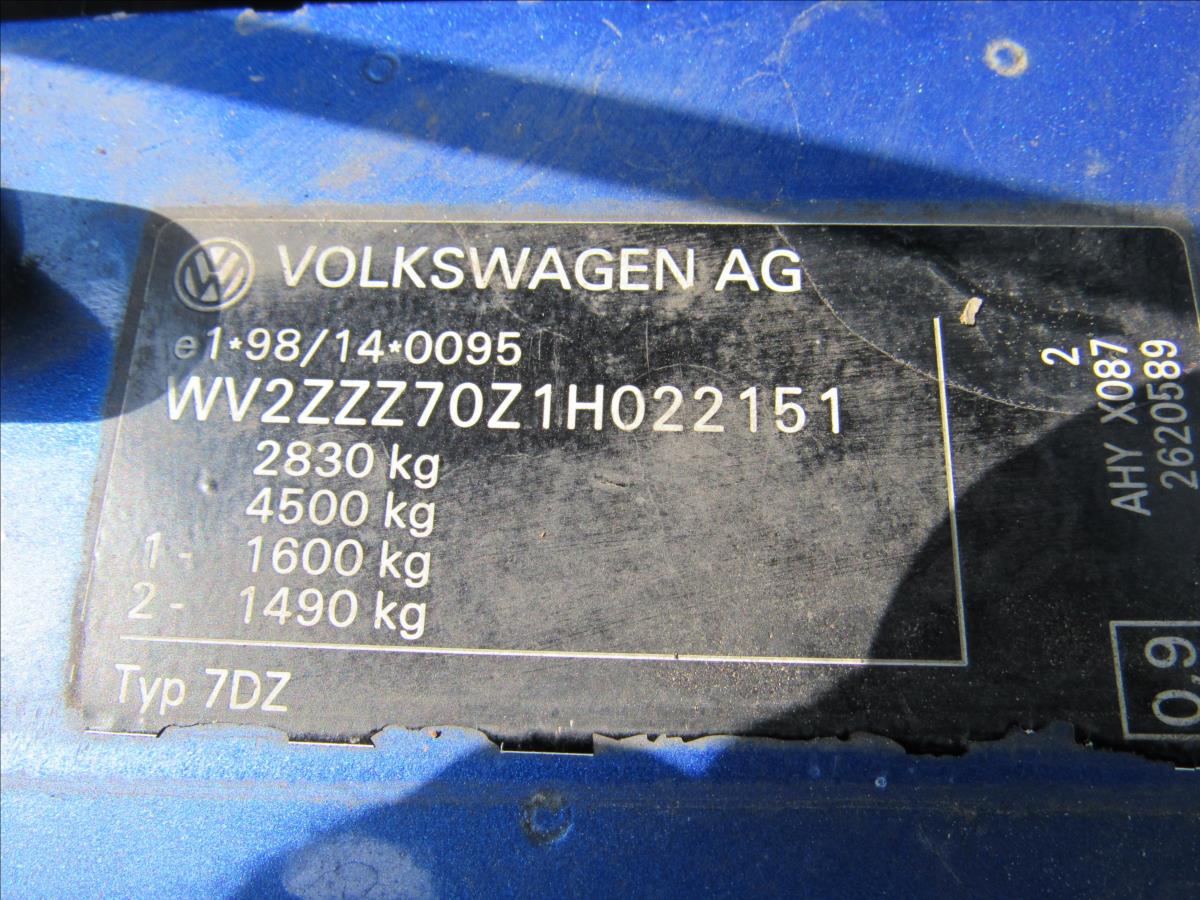 VOLKSWAGEN AG
e1*98/14*0095
WV2ZZZ70Z1H022151
2830 kg
4500 kg
1- 1600 kg
2- 1490 kg
Typ 7DZ
2
AHY X087
2620589
0,9